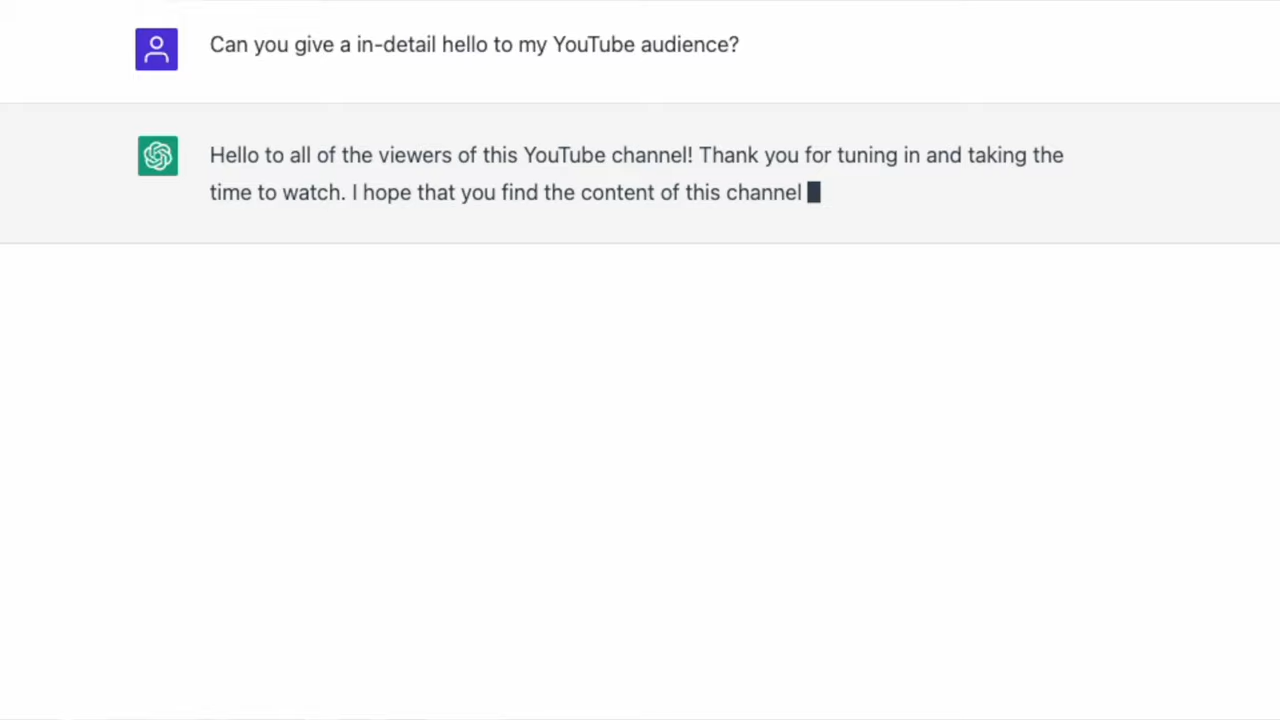 Can you give a in-detail hello to my YouTube audience?
Hello to all of the viewers of this YouTube channel! Thank you for tuning in and taking the
time to watch. I hope that you find the content of this channel